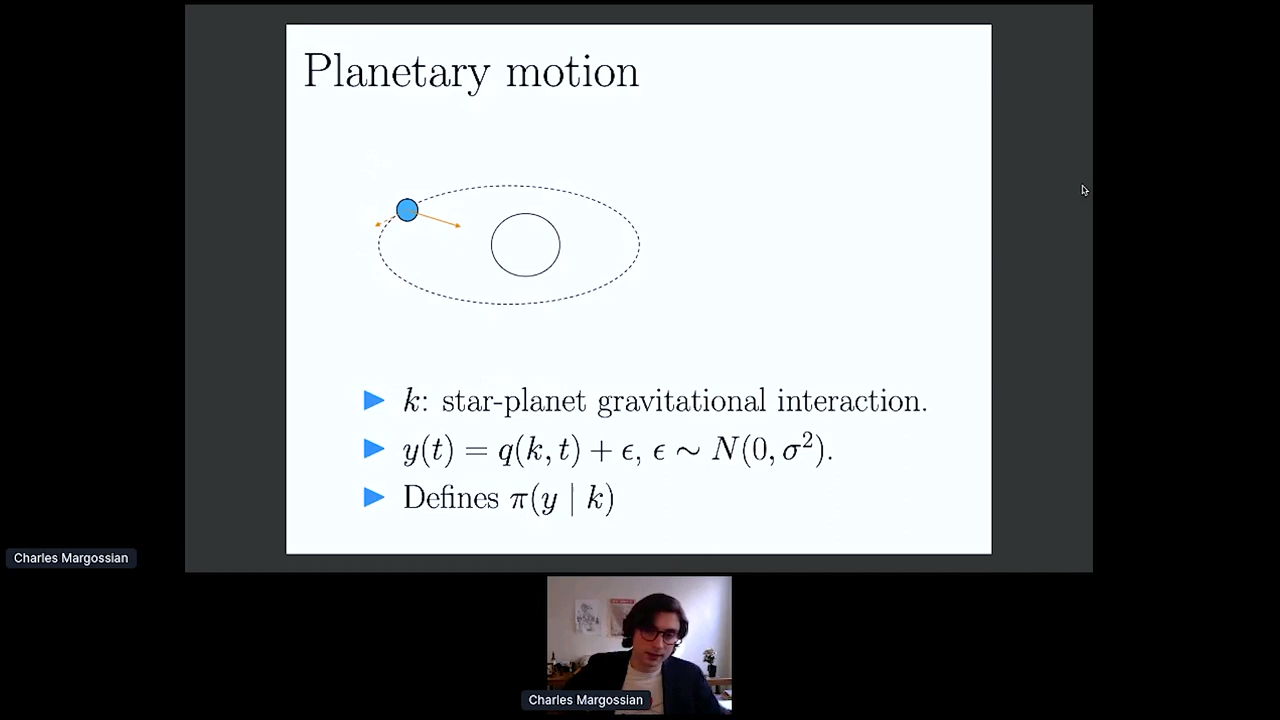 Planetary motion
k: star-planet gravitational interaction.
y(t) = q(k, t) + ϵ, ϵ ∼ N(0, σ²).
Defines π(y | k)
Charles Margossian
Charles Margossian